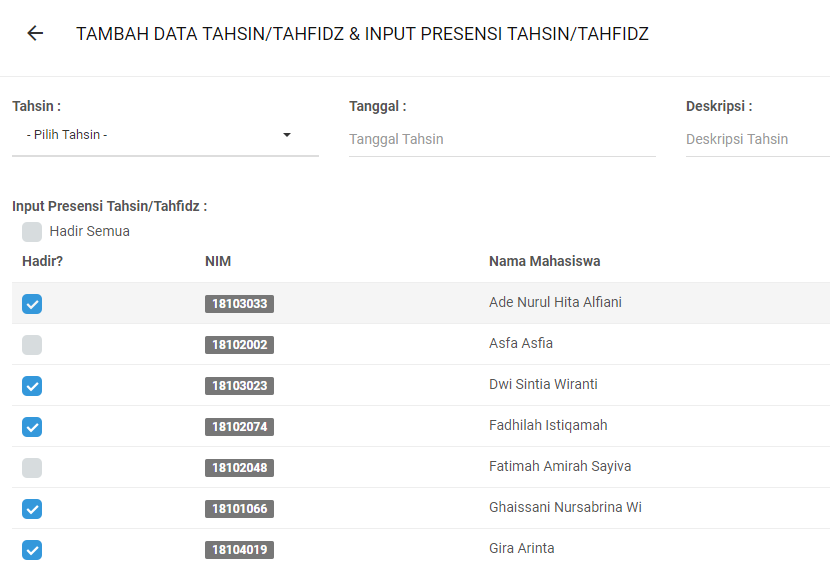 TAMBAH DATA TAHSIN/TAHFIDZ & INPUT PRESENSI TAHSIN/TAHFIDZ
Tahsin : Tanggal : Deskripsi :
- Pilih Tahsin - Tanggal Tahsin Deskripsi Tahsin
Input Presensi Tahsin/Tahfidz :
Hadir Semua
Hadir? NIM Nama Mahasiswa
18103033 Ade Nurul Hita Alfiani
18102002 Asfa Asfia
18103023 Dwi Sintia Wiranti
18102074 Fadhilah Istiqamah
18102048 Fatimah Amirah Sayiva
18101066 Ghaissani Nursabrina Wi
18104019 Gira Arinta